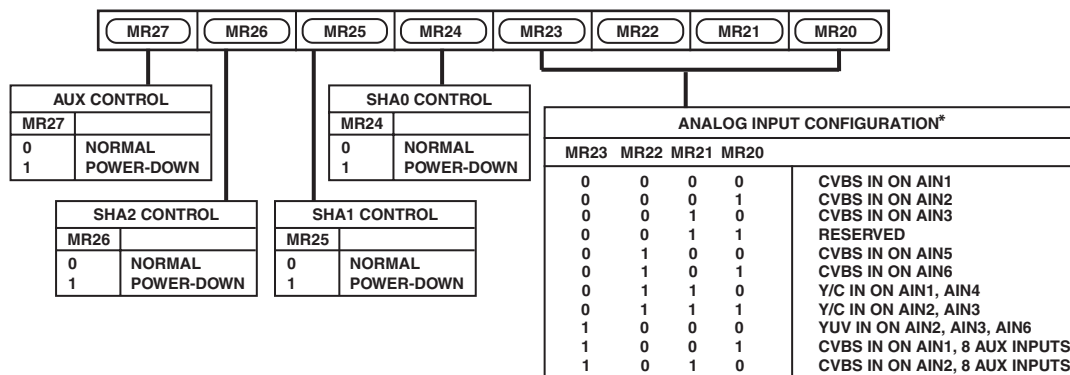 MR27 MR26 MR25 MR24 MR23 MR22 MR21 MR20
AUX CONTROL
MR27
0 NORMAL
1 POWER-DOWN
SHA0 CONTROL
MR24
0 NORMAL
1 POWER-DOWN
SHA2 CONTROL
MR26
0 NORMAL
1 POWER-DOWN
SHA1 CONTROL
MR25
0 NORMAL
1 POWER-DOWN
ANALOG INPUT CONFIGURATION*
MR23 MR22 MR21 MR20
0 0 0 0 CVBS IN ON AIN1
0 0 0 1 CVBS IN ON AIN2
0 0 1 0 CVBS IN ON AIN3
0 0 1 1 RESERVED
0 1 0 0 CVBS IN ON AIN5
0 1 0 1 CVBS IN ON AIN6
0 1 1 0 Y/C IN ON AIN1, AIN4
0 1 1 1 Y/C IN ON AIN2, AIN3
1 0 0 0 YUV IN ON AIN2, AIN3, AIN6
1 0 0 1 CVBS IN ON AIN1, 8 AUX INPUTS
1 0 1 0 CVBS IN ON AIN2, 8 AUX INPUTS